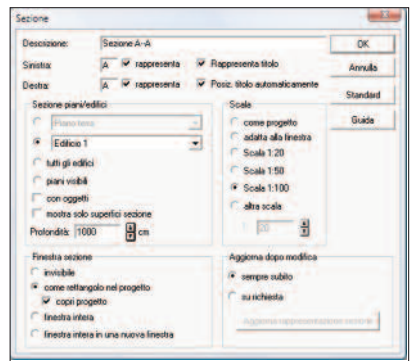 Sezione
Descrizione: Sezione A-A OK
Sinistra: A rappresenta Rappresenta titolo Annulla
Destra: A rappresenta Posiz. titolo automaticamente Standard
Sezione piani/edifici Scala Guida
Piano terra come progetto
Edificio 1 adatta alla finestra
tutti gli edifici Scala 1:20
piani visibili Scala 1:50
con oggetti Scala 1:100
mostra solo superfici sezione altra scala
Profondità: 1000 cm 1: 20
Finestra sezione Aggiorna dopo modifica
invisibile sempre subito
come rettangolo nel progetto su richiesta
copri progetto
finestra intera Aggiorna rappresentazione
finestra intera in una nuova finestra